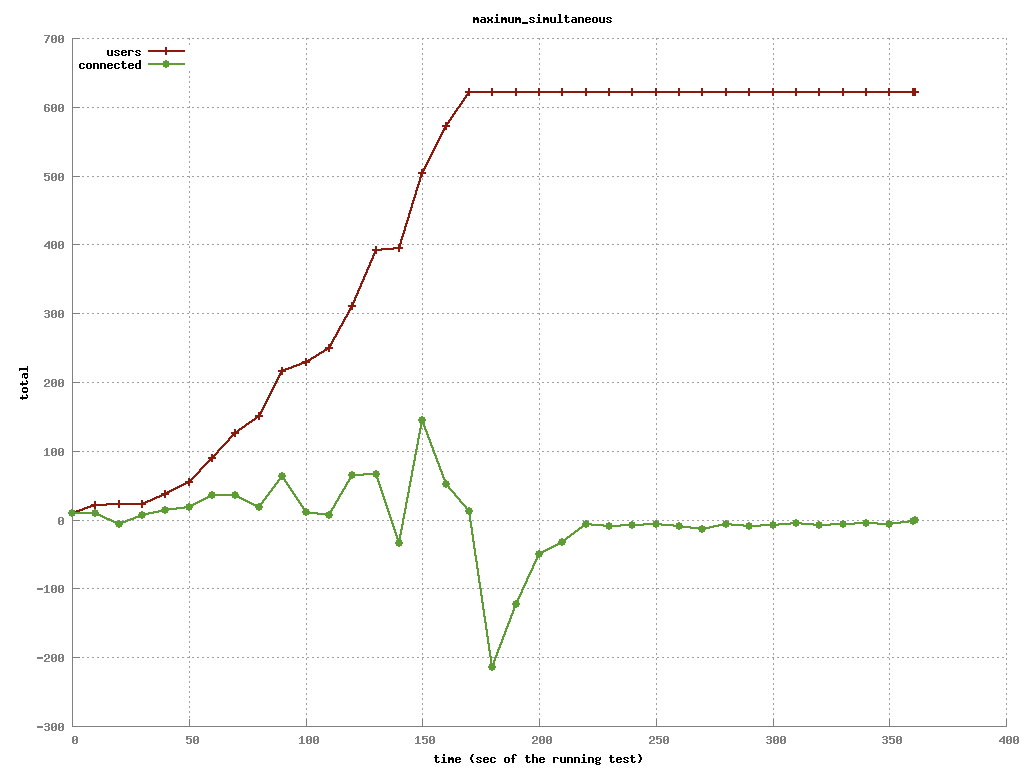 maximum_simultaneous
700
users
connected
600
500
400
300
total
200
100
0
-100
-200
-300
0 50 100 150 200 250 300 350 400
time (sec of the running test)